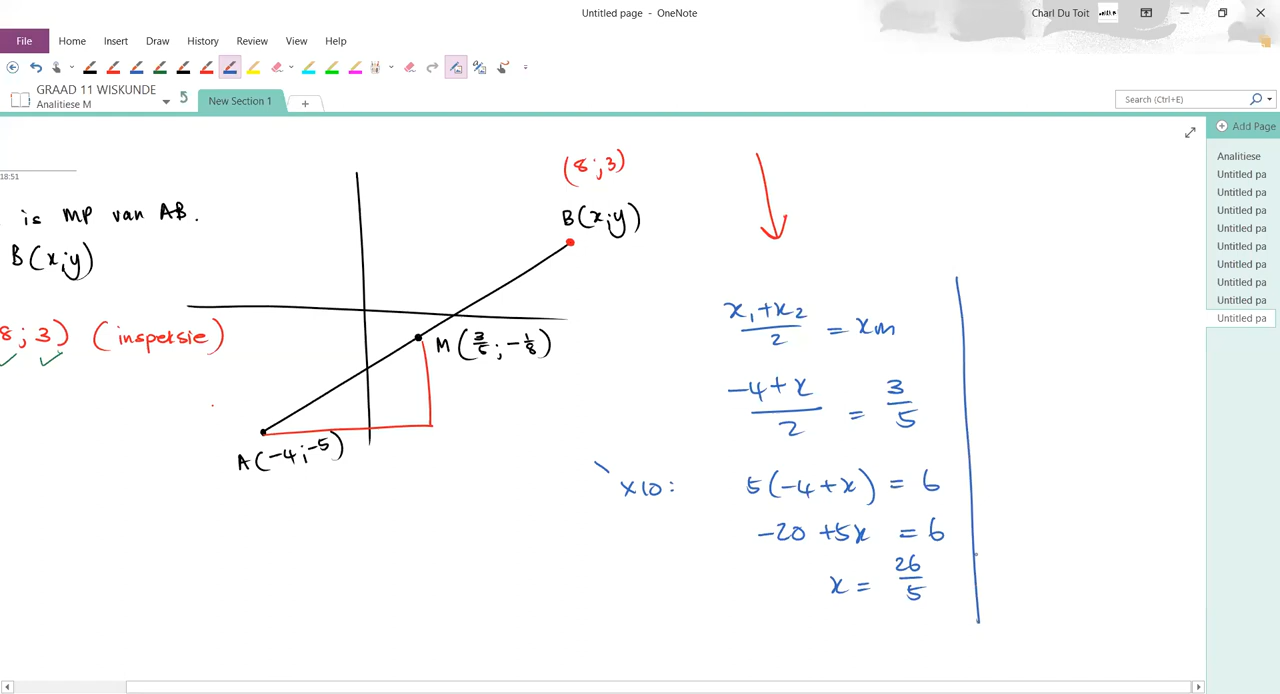 Untitled page - OneNote
Charl Du Toit
File Home Insert Draw History Review View Help
GRAAD 11 WISKUNDE
Analitiese M
New Section 1
+
Search (Ctrl+E)
Add Page
Analitiese
Untitled pa
Untitled pa
Untitled pa
Untitled pa
Untitled pa
Untitled pa
Untitled pa
Untitled pa
Untitled pa
18:51
is MP van AB.
B(x;y)
8;3) (inspeksie)
(8;3)
B(x;y)
M(3/5;-1/8)
A(-4;-5)
(x₁+x₂)/2 = xm
(-4+x)/2 = 3/5
x10: 5(-4+x) = 6
-20 +5x = 6
x = 26/5